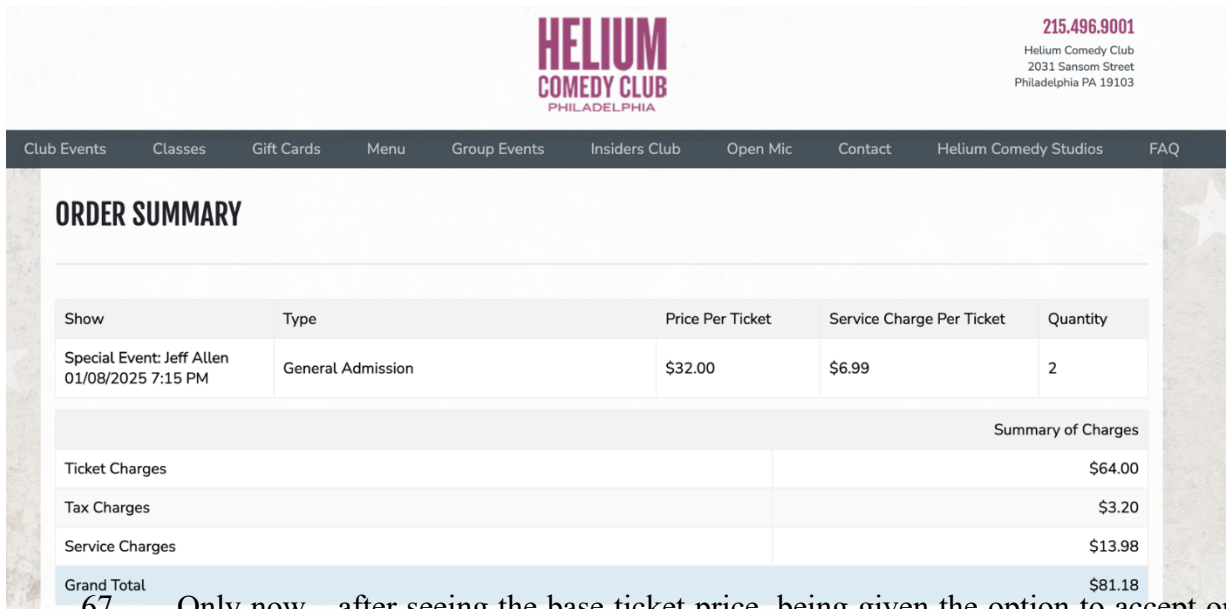 HELIUM
COMEDY CLUB
PHILADELPHIA
215.496.9001
Helium Comedy Club
2031 Sansom Street
Philadelphia PA 19103
Club Events Classes Gift Cards Menu Group Events Insiders Club Open Mic Contact Helium Comedy Studios FAQ
ORDER SUMMARY
Show Type Price Per Ticket Service Charge Per Ticket Quantity
Special Event: Jeff Allen
01/08/2025 7:15 PM General Admission $32.00 $6.99 2
Summary of Charges
Ticket Charges $64.00
Tax Charges $3.20
Service Charges $13.98
Grand Total $81.18
67. Only now – after seeing the base ticket price, being given the option to accept or